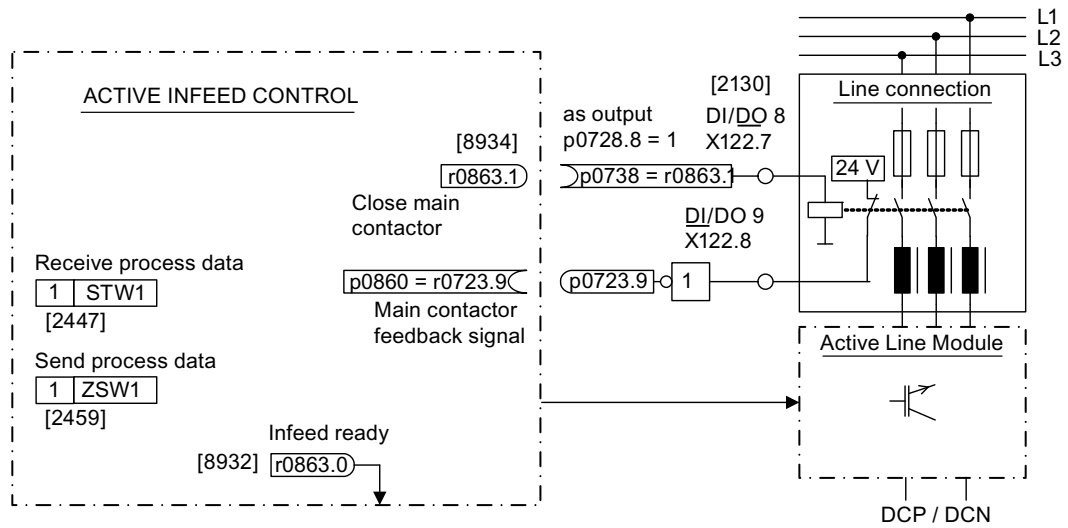 L1
L2
L3
ACTIVE INFEED CONTROL
[2130]
Line connection
as output
DI/DO 8
p0728.8 = 1
X122.7
[8934]
r0863.1
p0738 = r0863.1
24 V
Close main
contactor
DI/DO 9
X122.8
Receive process data
1 STW1
[2447]
p0860 = r0723.9
p0723.9
1
Main contactor
feedback signal
Active Line Module
Send process data
1 ZSW1
[2459]
Infeed ready
[8932] r0863.0
DCP / DCN